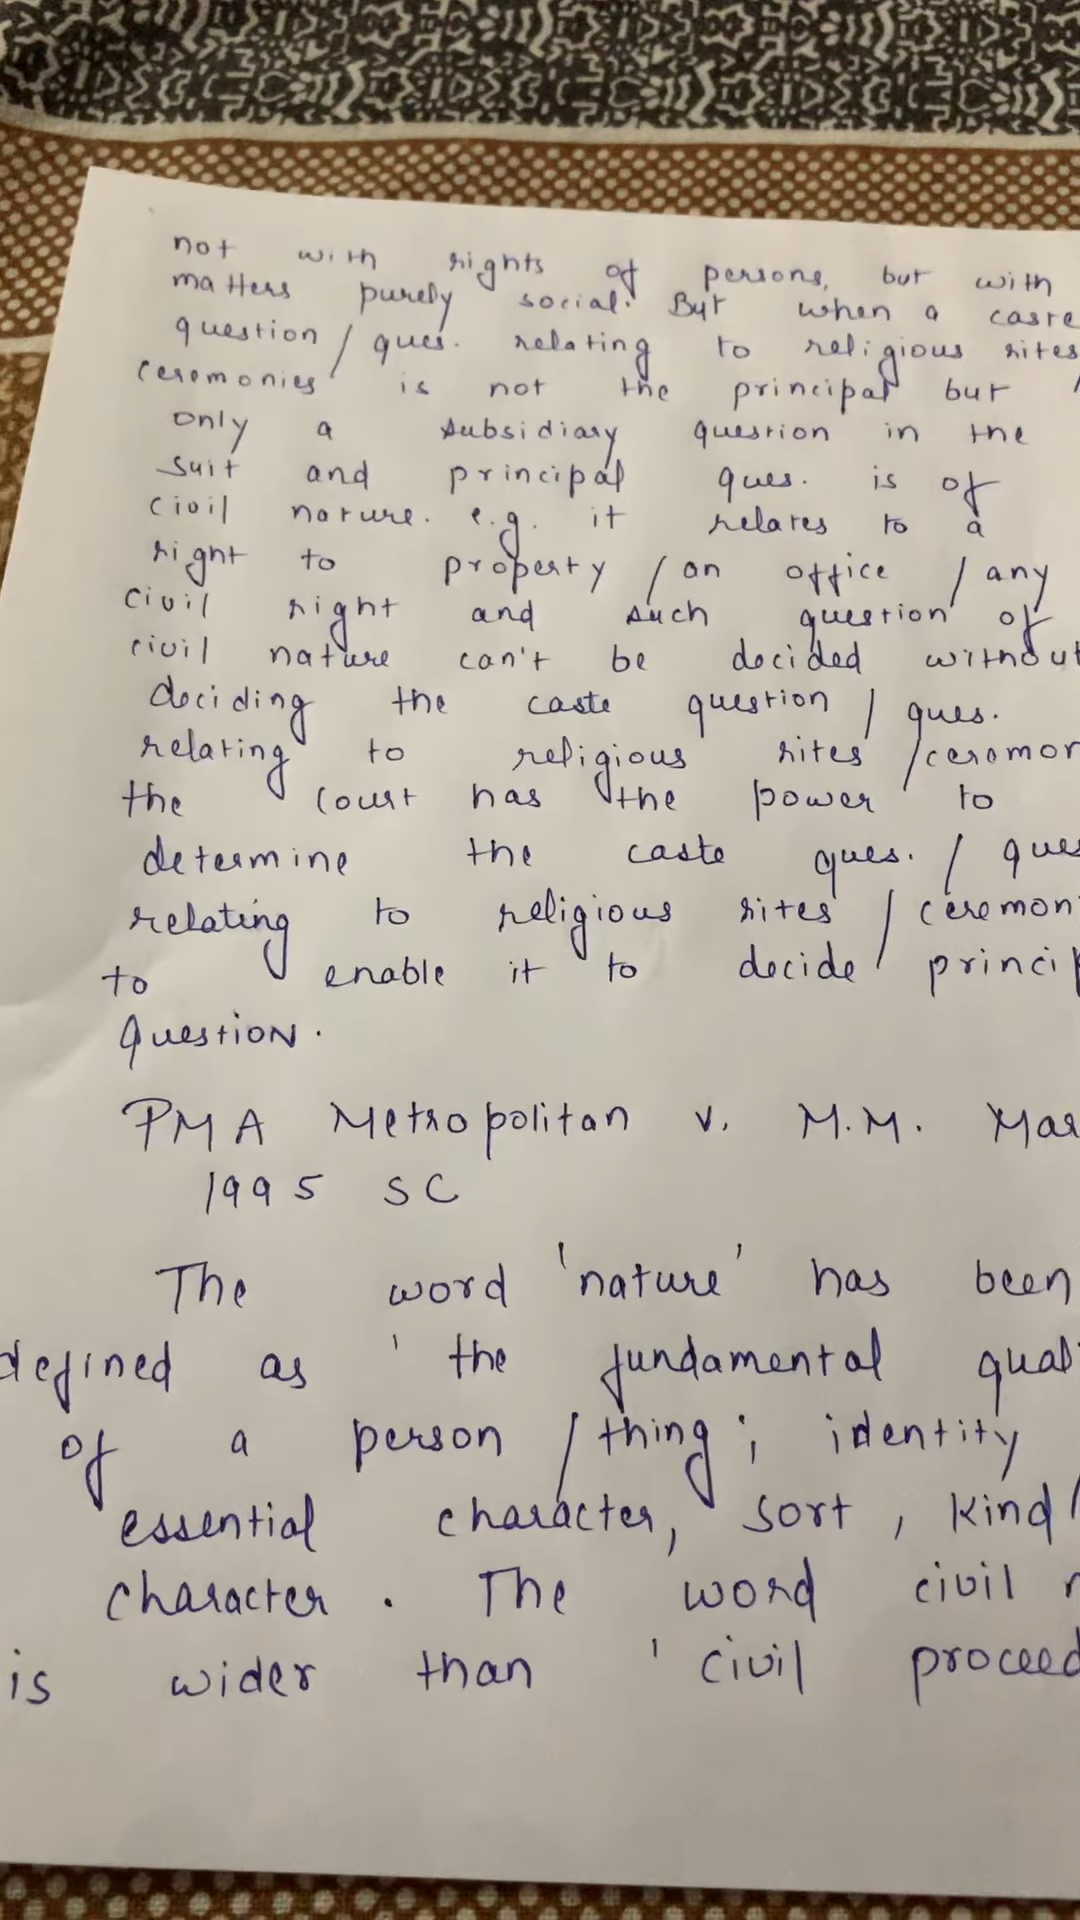 not with rights of persons, but with
matters purely social. But when a caste
question / ques. relating to religious rites
ceremonies is not the principal but
only a subsidiary question in the
suit and principal ques. is of
civil nature. e.g. it relates to a
right to property / an office / any
civil right and such question of
civil nature can't be decided without
deciding the caste question / ques.
relating to religious rites / ceremon
the court has the power to
determine the caste ques. / ques
relating to religious rites / ceremoni
to enable it to decide princip
Question.
PMA Metropolitan v. M.M. Mar
1995 SC
The word 'nature' has been
defined as 'the fundamental quali
of a person / thing; identity
essential character, sort, kind /
character. The word civil n
is wider than 'civil proceed